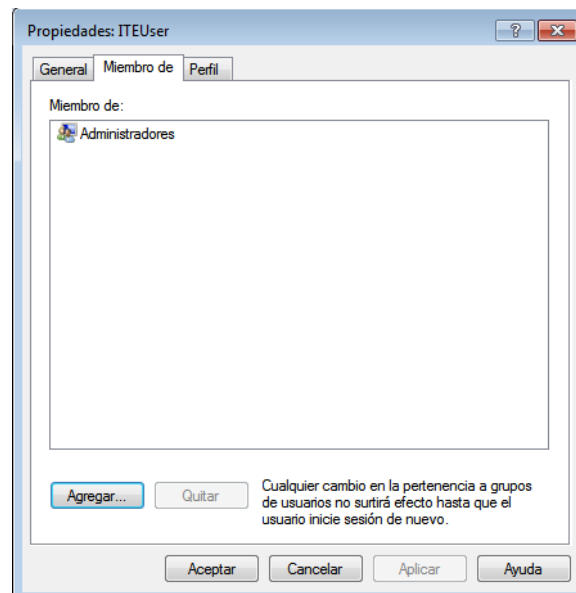 Propiedades: ITEUser
General
Miembro de
Perfil
Miembro de:
Administradores
Agregar...
Quitar
Cualquier cambio en la pertenencia a grupos
de usuarios no surtirá efecto hasta que el
usuario inicie sesión de nuevo.
Aceptar
Cancelar
Aplicar
Ayuda